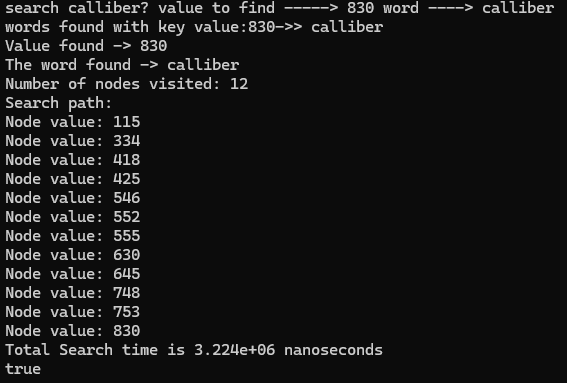 search calliber? value to find -----> 830 word ----> calliber
words found with key value:830->> calliber
Value found -> 830
The word found -> calliber
Number of nodes visited: 12
Search path:
Node value: 115
Node value: 334
Node value: 418
Node value: 425
Node value: 546
Node value: 552
Node value: 555
Node value: 630
Node value: 645
Node value: 748
Node value: 753
Node value: 830
Total Search time is 3.224e+06 nanoseconds
true